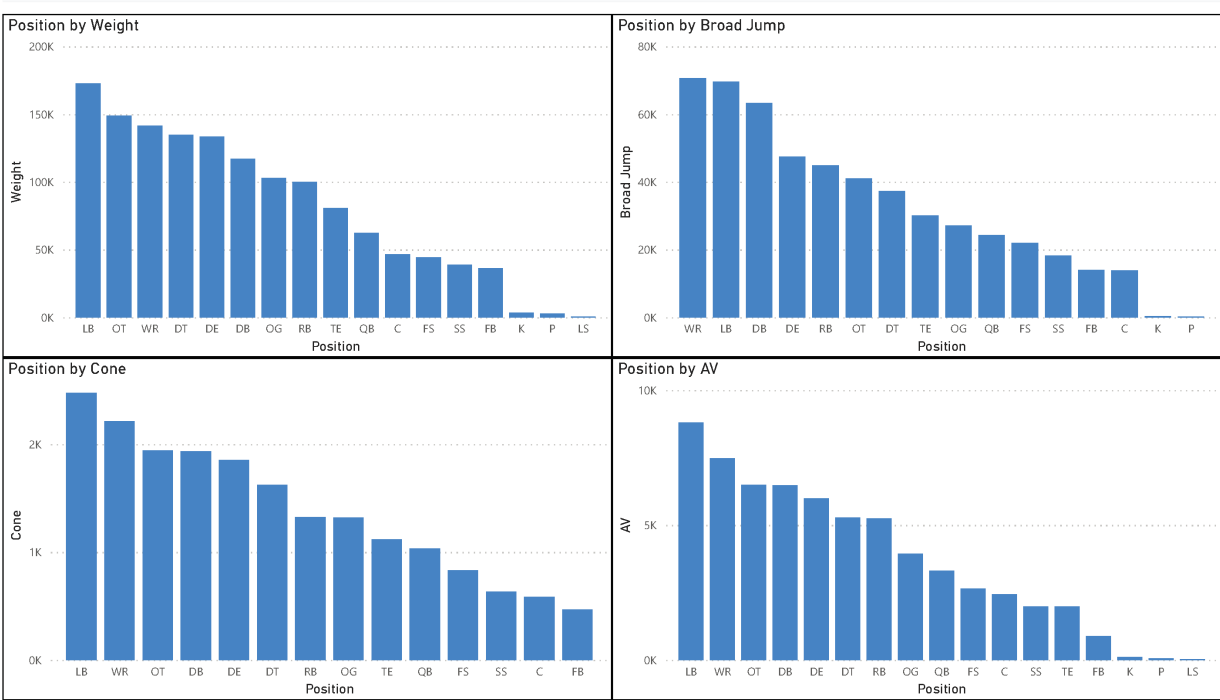 Position by Weight
200K
150K
100K
50K
0K
Weight
LB OT WR DT DE DB OG RB TE QB C FS SS FB K P LS
Position
Position by Broad Jump
80K
60K
40K
20K
0K
Broad Jump
WR LB DB DE RB OT DT TE OG QB FS SS FB C K P
Position
Position by Cone
2K
1K
0K
Cone
LB WR OT DB DE DT RB OG TE QB FS SS C FB
Position
Position by AV
10K
5K
0K
AV
LB WR OT DB DE DT RB OG QB FS C SS TE FB K P LS
Position